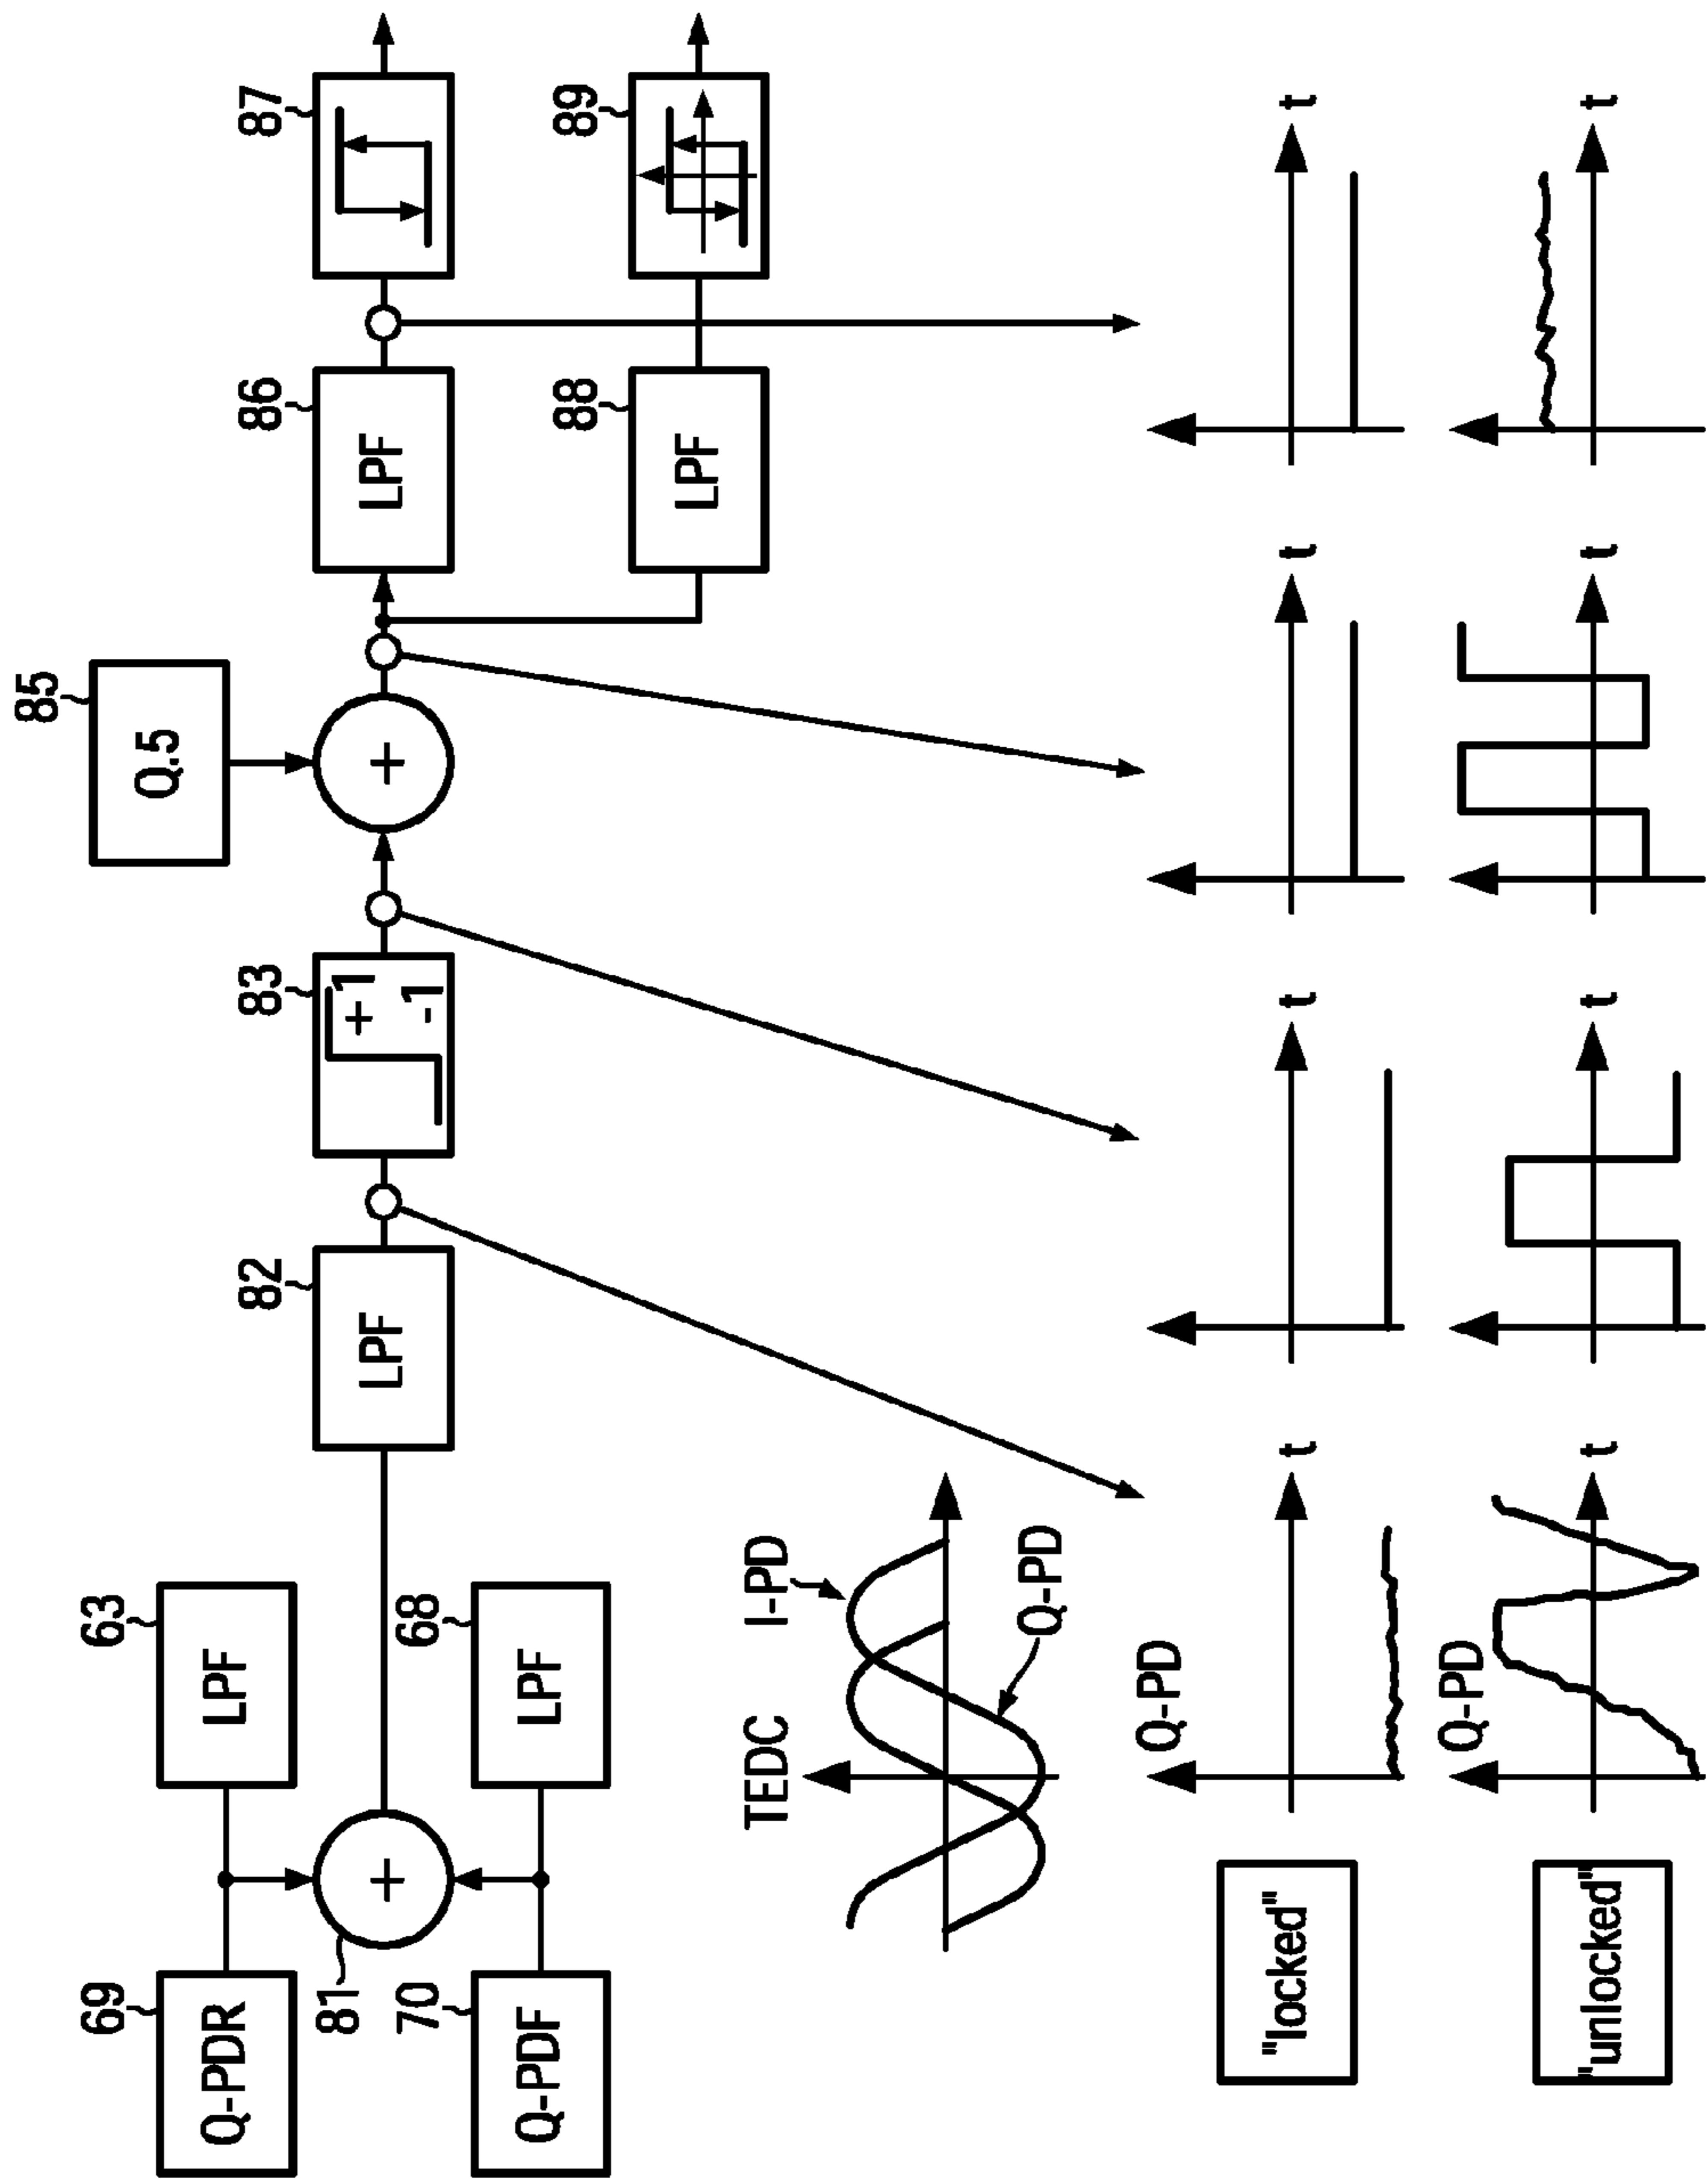 69
Q-PDR
63
LPF
81
70
Q-PDF
68
LPF
82
LPF
83
+1
-1
+
+
85
Q.5
86
LPF
87
88
LPF
89
TEDC
I-PD
Q-PD
"locked"
Q-PD
t
t
t
t
"unlocked"
Q-PD
t
t
t
t